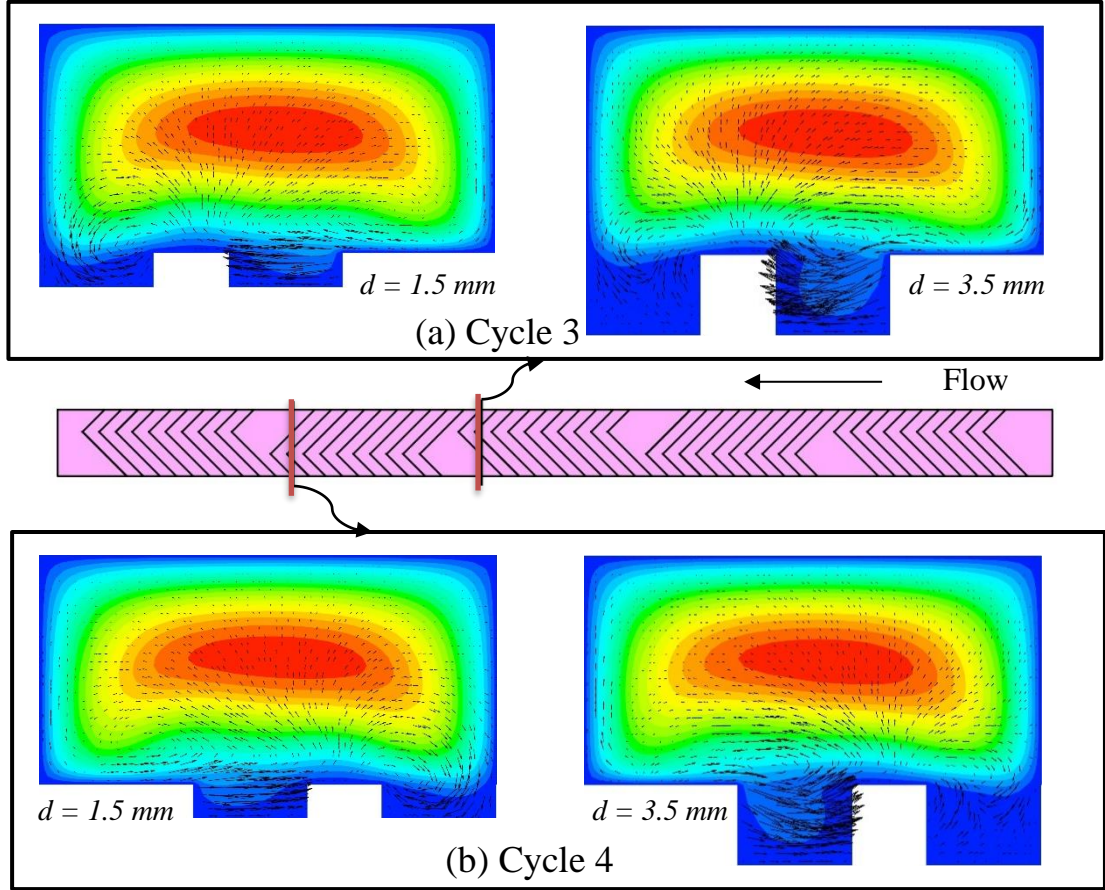 d = 1.5 mm
d = 3.5 mm
(a) Cycle 3
Flow
d = 1.5 mm
d = 3.5 mm
(b) Cycle 4